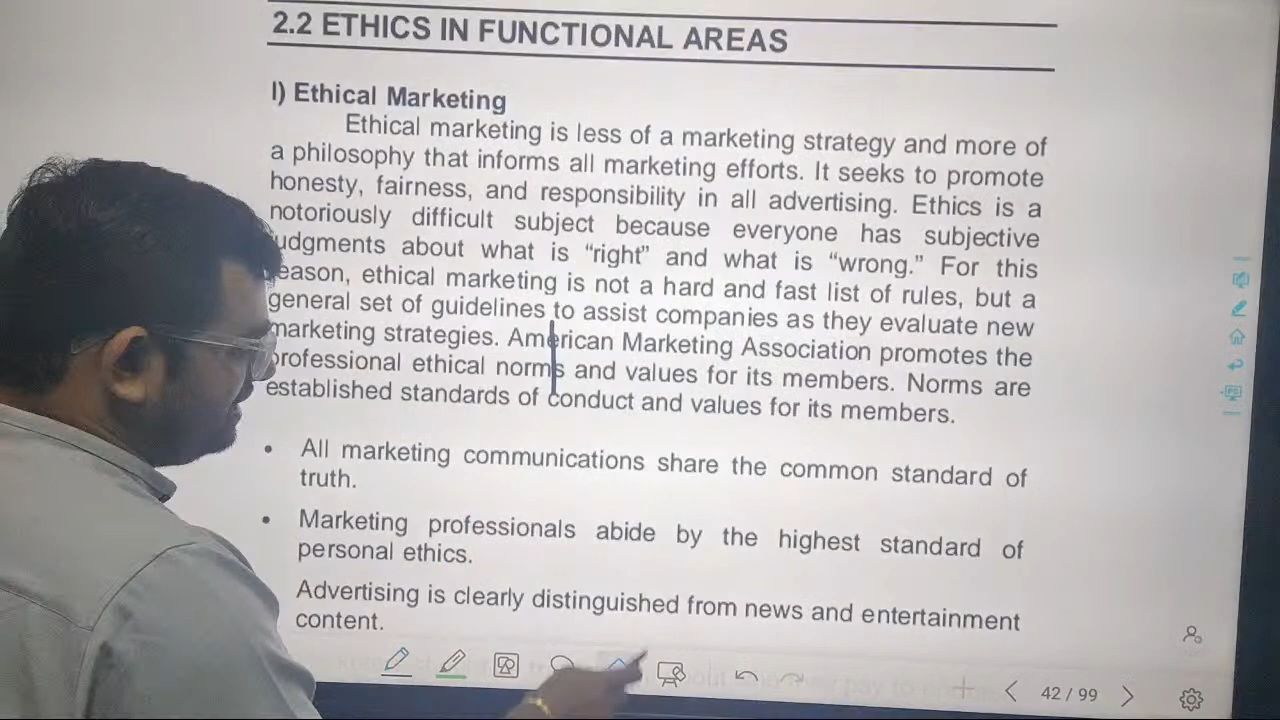 2.2 ETHICS IN FUNCTIONAL AREAS
I) Ethical Marketing
Ethical marketing is less of a marketing strategy and more of
a philosophy that informs all marketing efforts. It seeks to promote
honesty, fairness, and responsibility in all advertising. Ethics is a
notoriously difficult subject because everyone has subjective
judgments about what is “right” and what is “wrong.” For this
reason, ethical marketing is not a hard and fast list of rules, but a
general set of guidelines to assist companies as they evaluate new
marketing strategies. American Marketing Association promotes the
professional ethical norms and values for its members. Norms are
established standards of conduct and values for its members.
• All marketing communications share the common standard of
truth.
• Marketing professionals abide by the highest standard of
personal ethics.
Advertising is clearly distinguished from news and entertainment
content.
42 / 99